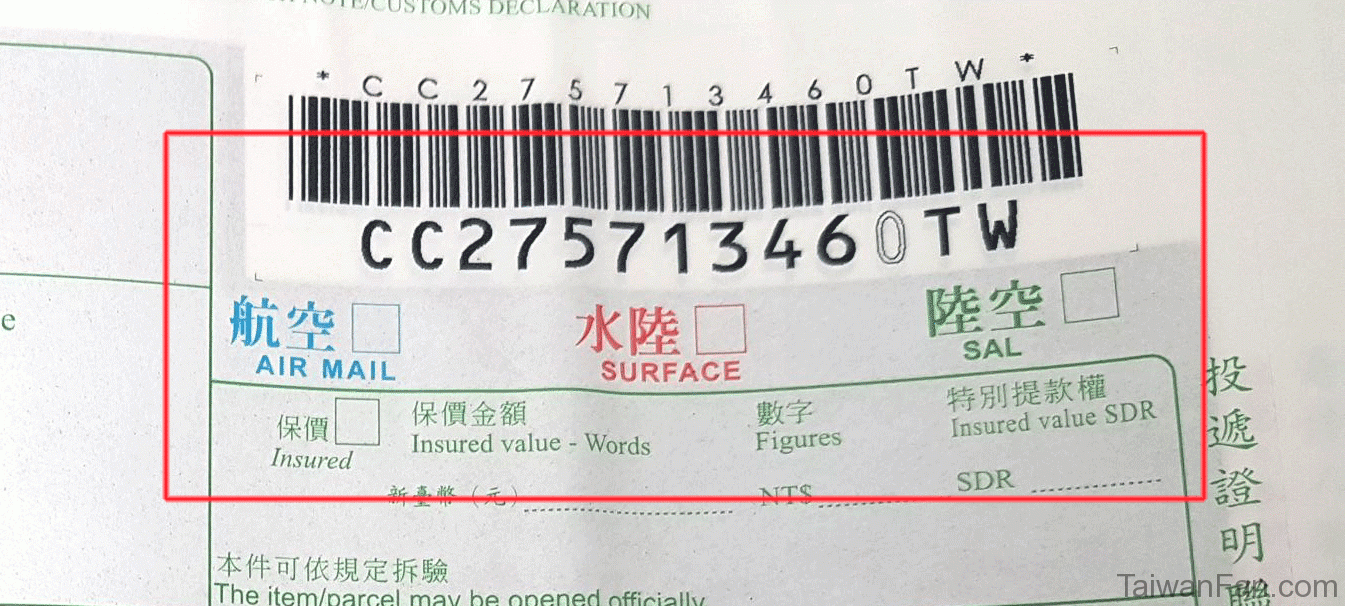 NOTE/CUSTOMS DECLARATION
*CC275713460TW*
CC275713460TW
航空
AIR MAIL
水陸
SURFACE
陸空
SAL
保價
Insured
保價金額
Insured value - Words
數字
Figures
特別提款權
Insured value SDR
新臺幣（元）
NT$
SDR
本件可依規定拆驗
The item/parcel may be opened officially
投遞證明聯
e
TaiwanFan.com